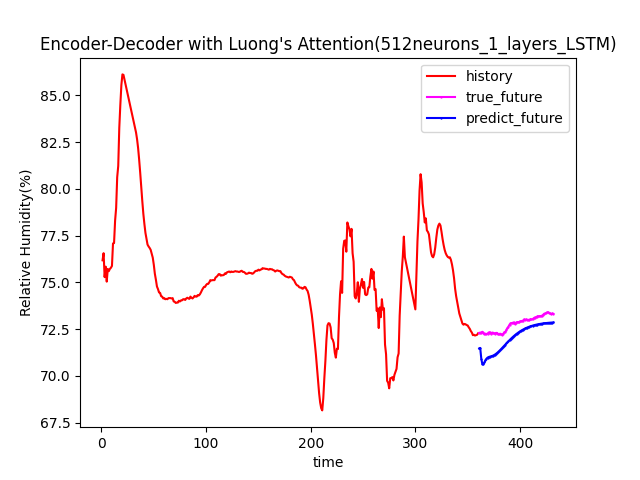 Encoder-Decoder with Luong's Attention(512neurons_1_layers_LSTM)
history
true_future
predict_future
Relative Humidity(%)
85.0
82.5
80.0
77.5
75.0
72.5
70.0
67.5
0
100
200
300
400
time